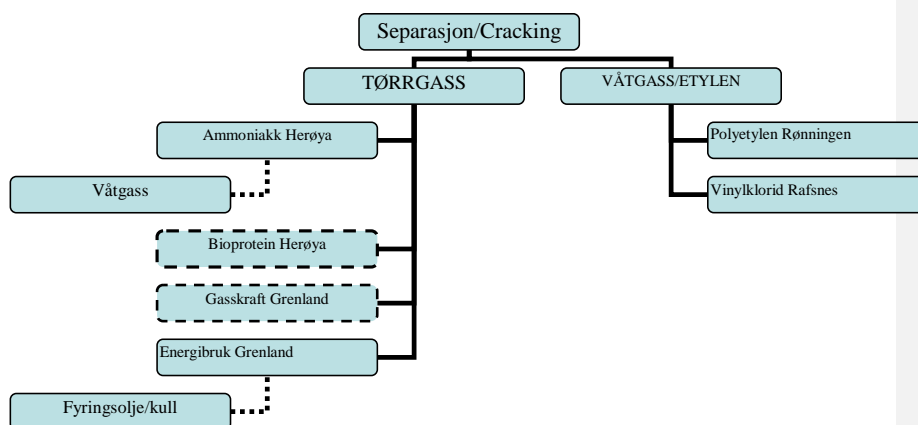 Separasjon/Cracking
TØRRGASS
VÅTGASS/ETYLEN
Ammoniakk Herøya
Polyetylen Rønningen
Våtgass
Vinylklorid Rafsnes
Bioprotein Herøya
Gasskraft Grenland
Energibruk Grenland
Fyringsolje/kull